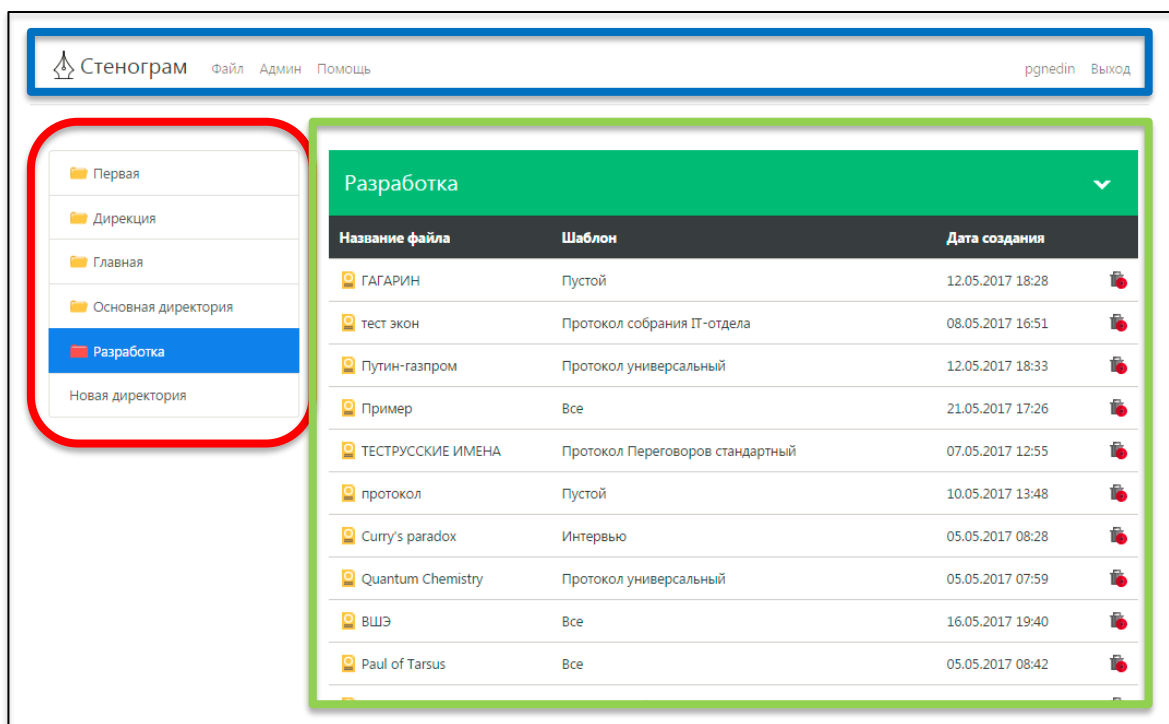 Стенограм Файл Админ Помощь pgnedin Выход
Первая
Дирекция
Главная
Основная директория
Разработка
Новая директория
Разработка
Название файла Шаблон Дата создания
ГАГАРИН Пустой 12.05.2017 18:28
тест экон Протокол собрания IT-отдела 08.05.2017 16:51
Путин-газпром Протокол универсальный 12.05.2017 18:33
Пример Все 21.05.2017 17:26
ТЕСТРУССКИЕ ИМЕНА Протокол Переговоров стандартный 07.05.2017 12:55
протокол Пустой 10.05.2017 13:48
Curry's paradox Интервью 05.05.2017 08:28
Quantum Chemistry Протокол универсальный 05.05.2017 07:59
ВШЭ Все 16.05.2017 19:40
Paul of Tarsus Все 05.05.2017 08:42